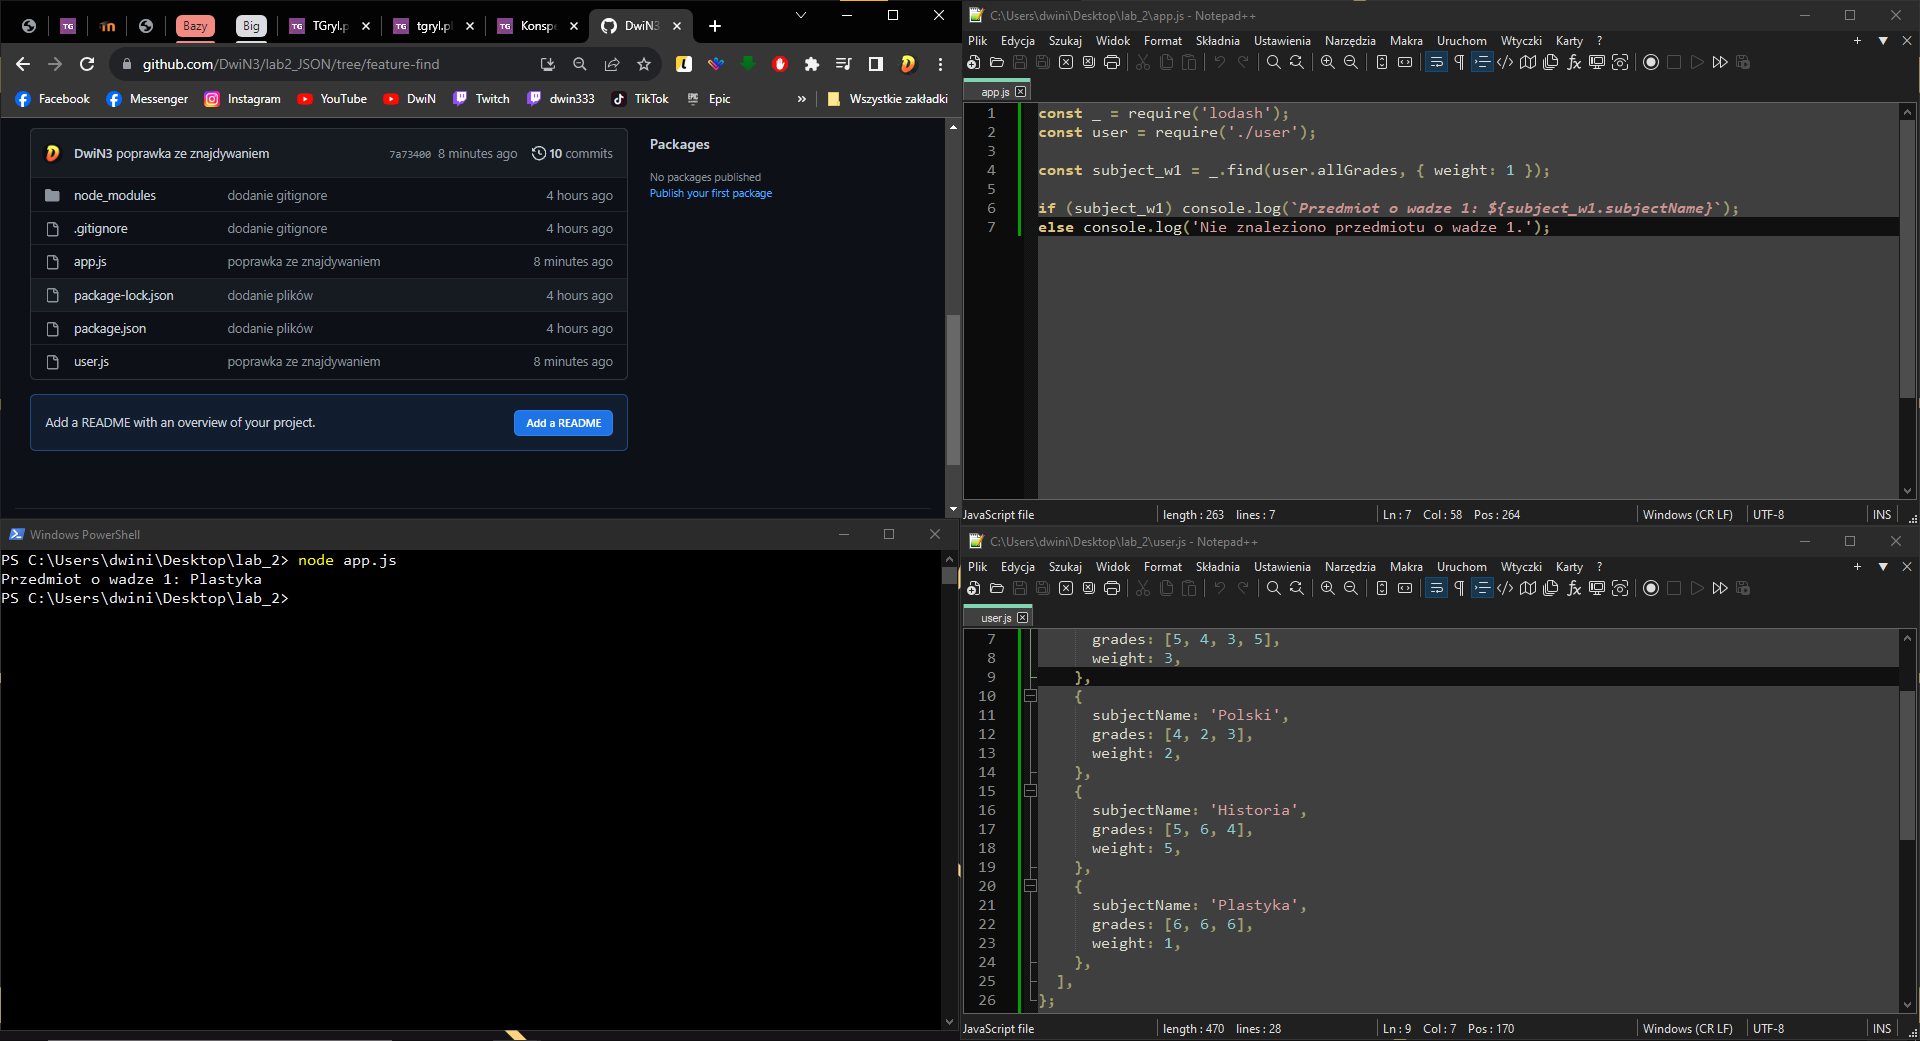 Bazy
Big
TGryl.p
tgryl.pl
Konspe
DwiN3
github.com/DwiN3/lab2_JSON/tree/feature-find
Facebook Messenger Instagram YouTube DwiN Twitch dwin333 TikTok Epic » Wszystkie zakładki
DwiN3 poprawka ze znajdywaniem 7a73400 8 minutes ago 10 commits
node_modules dodanie gitignore 4 hours ago
.gitignore dodanie gitignore 4 hours ago
app.js poprawka ze znajdywaniem 8 minutes ago
package-lock.json dodanie plików 4 hours ago
package.json dodanie plików 4 hours ago
user.js poprawka ze znajdywaniem 8 minutes ago
Add a README with an overview of your project. Add a README
Packages
No packages published
Publish your first package
Windows PowerShell
PS C:\Users\dwini\Desktop\lab_2> node app.js
Przedmiot o wadze 1: Plastyka
PS C:\Users\dwini\Desktop\lab_2>
C:\Users\dwini\Desktop\lab_2\app.js - Notepad++
Plik Edycja Szukaj Widok Format Składnia Ustawienia Narzędzia Makra Uruchom Wtyczki Karty ?
app.js
1 const _ = require('lodash');
2 const user = require('./user');
3
4 const subject_w1 = _.find(user.allGrades, { weight: 1 });
5
6 if (subject_w1) console.log(`Przedmiot o wadze 1: ${subject_w1.subjectName}`);
7 else console.log('Nie znaleziono przedmiotu o wadze 1.');
JavaScript file length : 263 lines : 7 Ln : 7 Col : 58 Pos : 264 Windows (CR LF) UTF-8 INS
C:\Users\dwini\Desktop\lab_2\user.js - Notepad++
Plik Edycja Szukaj Widok Format Składnia Ustawienia Narzędzia Makra Uruchom Wtyczki Karty ?
user.js
7 grades: [5, 4, 3, 5],
8 weight: 3,
9 },
10 {
11 subjectName: 'Polski',
12 grades: [4, 2, 3],
13 weight: 2,
14 },
15 {
16 subjectName: 'Historia',
17 grades: [5, 6, 4],
18 weight: 5,
19 },
20 {
21 subjectName: 'Plastyka',
22 grades: [6, 6, 6],
23 weight: 1,
24 },
25 ],
26 };
JavaScript file length : 470 lines : 28 Ln : 9 Col : 7 Pos : 170 Windows (CR LF) UTF-8 INS